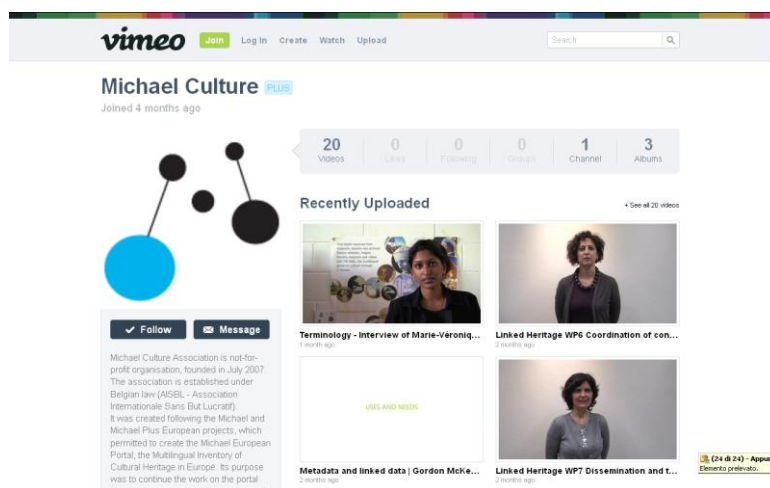 vimeo Join Log In Create Watch Upload Search
Michael Culture PLUS
Joined 4 months ago
20 0 0 0 1 3
Videos Likes Following Groups Channel Albums
Recently Uploaded + See all 20 videos
Terminology - Interview of Marie-Véroniq...
1 month ago
Linked Heritage WP6 Coordination of con...
2 months ago
✔ Follow ✉ Message
Michael Culture Association is not-for-
profit organisation, founded in July 2007.
The association is established under
Belgian law (AISBL - Association
Internationale Sans But Lucratif).
It was created following the Michael and
Michael Plus European projects, which
permitted to create the Michael European
Portal, the Multilingual Inventory of
Cultural Heritage in Europe. Its purpose
was to continue the work on the portal
USES AND NEEDS
Metadata and linked data | Gordon McKe...
2 months ago
Linked Heritage WP7 Dissemination and t...
2 months ago
(24 di 24) - Appu
Elemento prelevato.